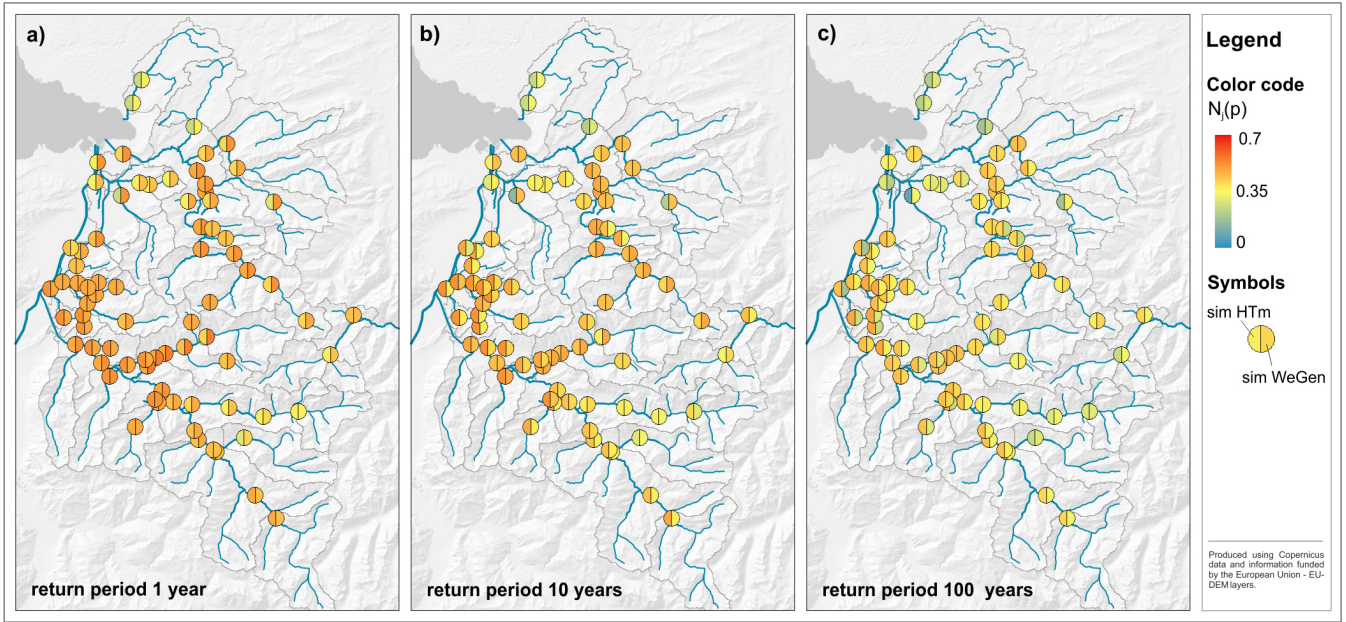 a)
return period 1 year
b)
return period 10 years
c)
return period 100 years
Legend
Color code
Nj(p)
0.7
0.35
0
Symbols
sim HTm
sim WeGen
Produced using Copernicus
data and information funded
by the European Union - EU-
DEM layers.